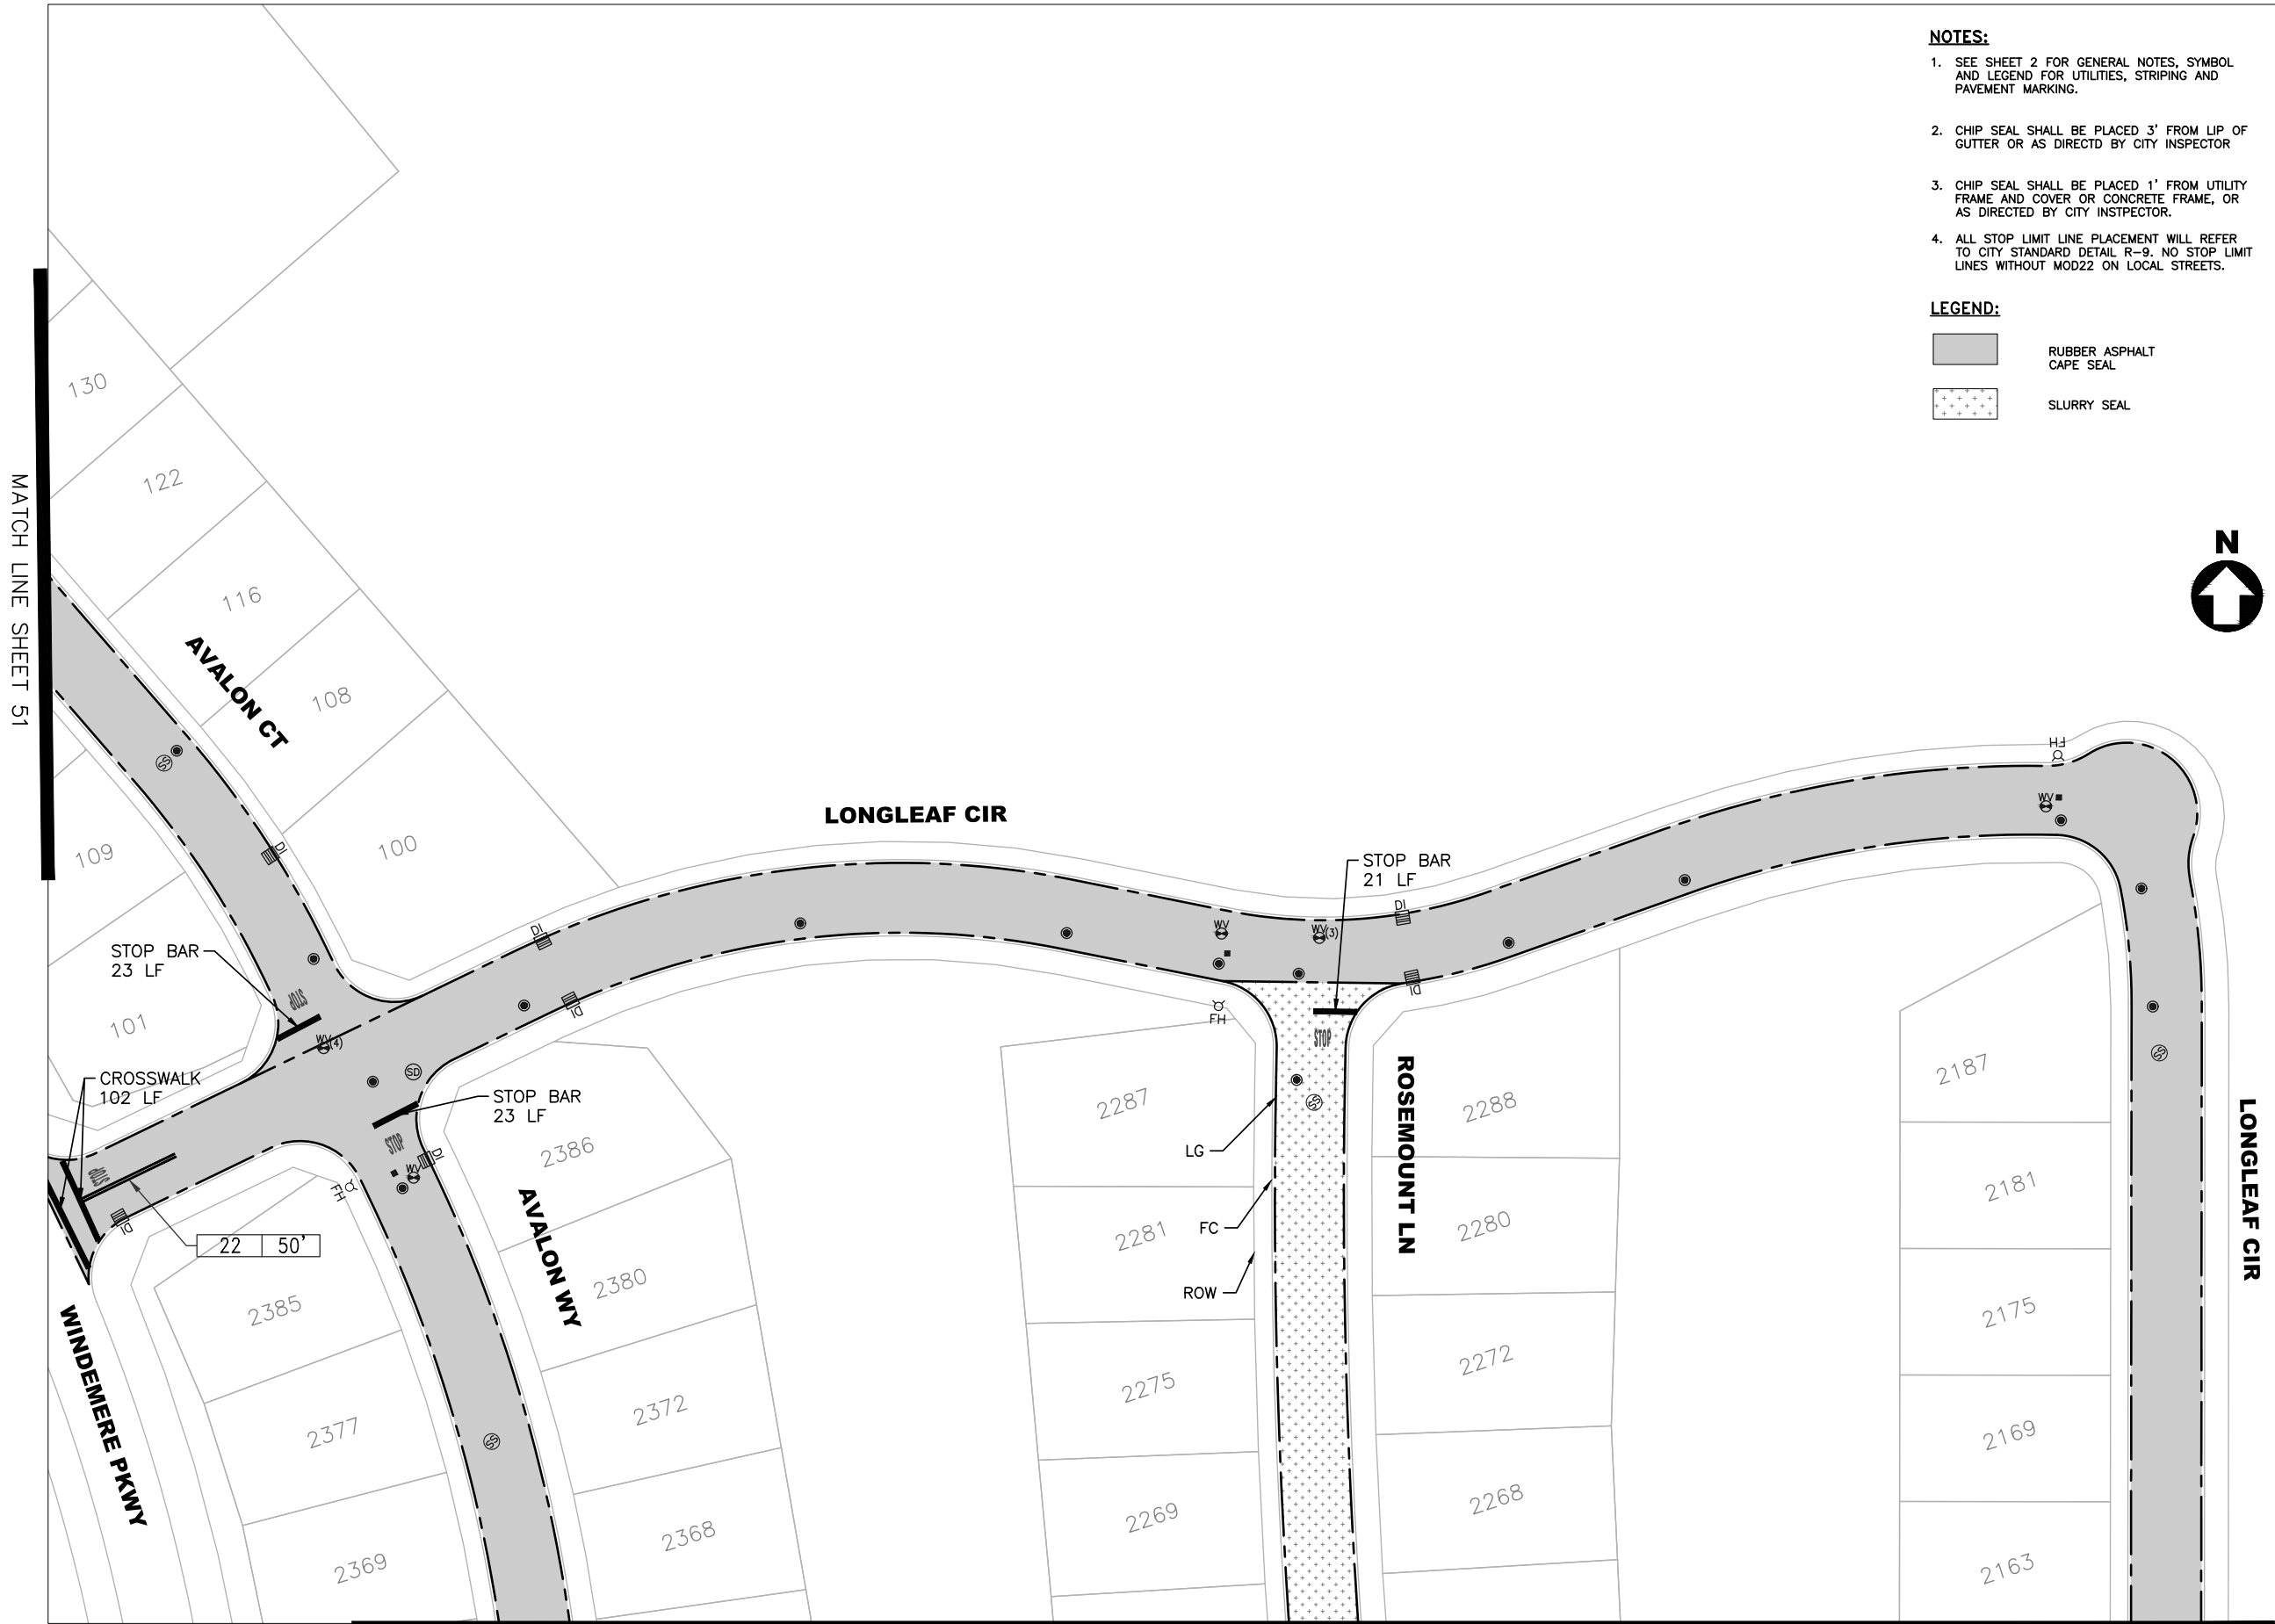 NOTES:
1. SEE SHEET 2 FOR GENERAL NOTES, SYMBOL
AND LEGEND FOR UTILITIES, STRIPING AND
PAVEMENT MARKING.
2. CHIP SEAL SHALL BE PLACED 3' FROM LIP OF
GUTTER OR AS DIRECTD BY CITY INSPECTOR
3. CHIP SEAL SHALL BE PLACED 1' FROM UTILITY
FRAME AND COVER OR CONCRETE FRAME, OR
AS DIRECTED BY CITY INSTPECTOR.
4. ALL STOP LIMIT LINE PLACEMENT WILL REFER
TO CITY STANDARD DETAIL R-9. NO STOP LIMIT
LINES WITHOUT MOD22 ON LOCAL STREETS.
LEGEND:
RUBBER ASPHALT
CAPE SEAL
SLURRY SEAL
N
MATCH LINE SHEET 51
130
122
116
108
100
AVALON CT
109
101
SS
DI
STOP BAR
23 LF
STOP
WV(4)
CROSSWALK
102 LF
STOP
DI
22 50'
WINDEMERE PKWY
SD
STOP BAR
23 LF
STOP
WV
DI
FH
AVALON WY
2385
2377
2369
SS
2386
2380
2372
2368
LONGLEAF CIR
DI
DI
WV
WV(3)
FH
DI
DI
STOP BAR
21 LF
STOP
SS
LG
FC
ROW
ROSEMOUNT LN
2287
2281
2275
2269
2288
2280
2272
2268
FH
WV
SS
LONGLEAF CIR
2187
2181
2175
2169
2163